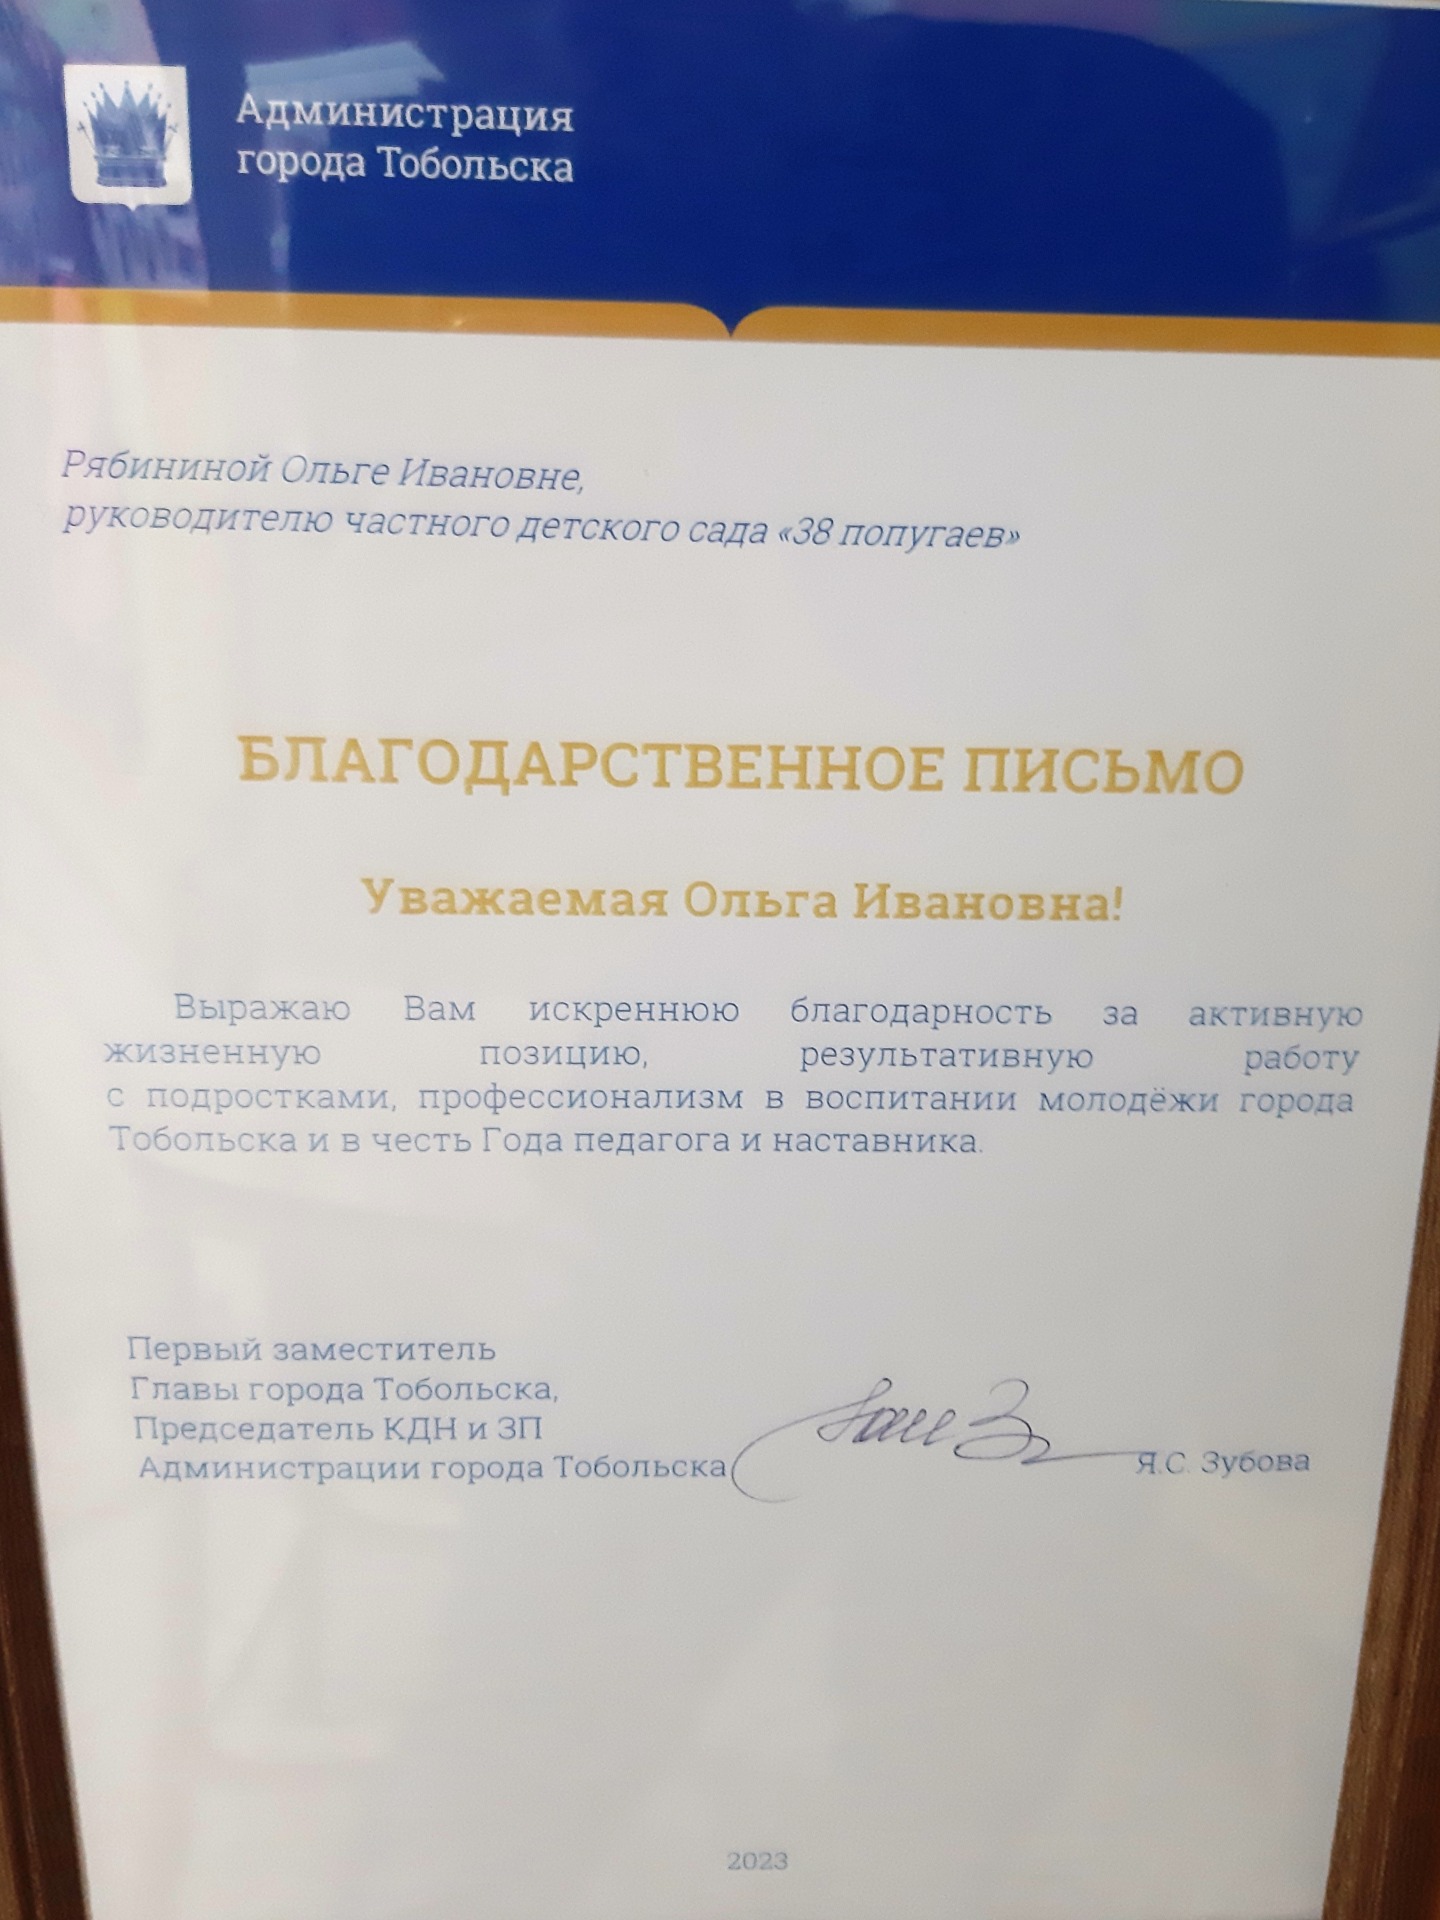 Администрация
города Тобольска
Рябининой Ольге Ивановне,
руководителю частного детского сада «38 попугаев»
БЛАГОДАРСТВЕННОЕ ПИСЬМО
Уважаемая Ольга Ивановна!
Выражаю Вам искреннюю благодарность за активную
жизненную позицию, результативную работу
с подростками, профессионализм в воспитании молодёжи города
Тобольска и в честь Года педагога и наставника.
Первый заместитель
Главы города Тобольска,
Председатель КДН и ЗП
Администрации города Тобольска
Я.С. Зубова
2023